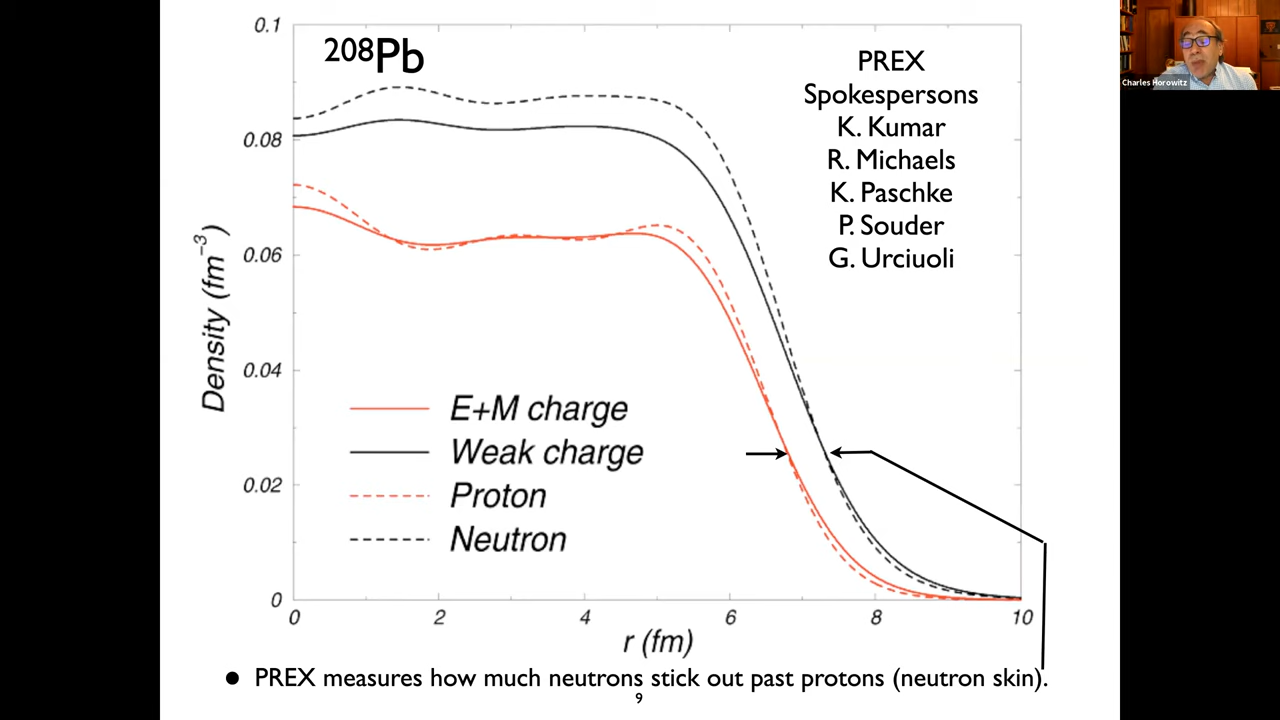 ²⁰⁸Pb
PREX
Spokespersons
K. Kumar
R. Michaels
K. Paschke
P. Souder
G. Urciuoli
Charles Horowitz
0.1
0.08
0.06
0.04
0.02
0
Density (fm⁻³)
E+M charge
Weak charge
Proton
Neutron
0 2 4 6 8 10
r (fm)
● PREX measures how much neutrons stick out past protons (neutron skin).
9